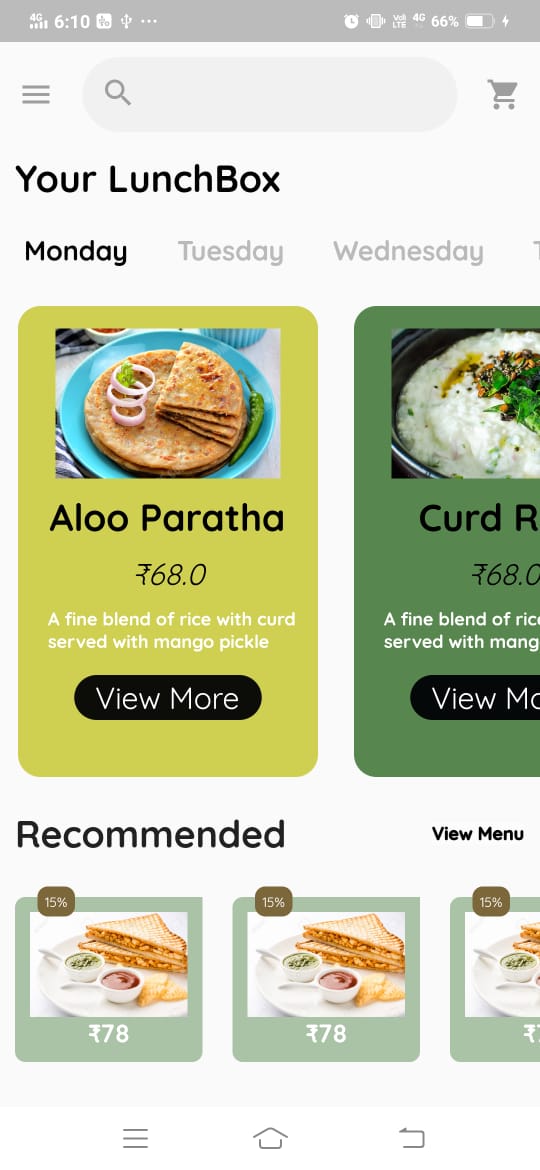 4G 6:10 ... VoD LTE 4G 66%
Your LunchBox
Monday Tuesday Wednesday T
Aloo Paratha
₹68.0
A fine blend of rice with curd
served with mango pickle
View More
Curd R
₹68.0
A fine blend of rice
served with mang
View Mo
Recommended View Menu
15% 15% 15%
₹78 ₹78 ₹7